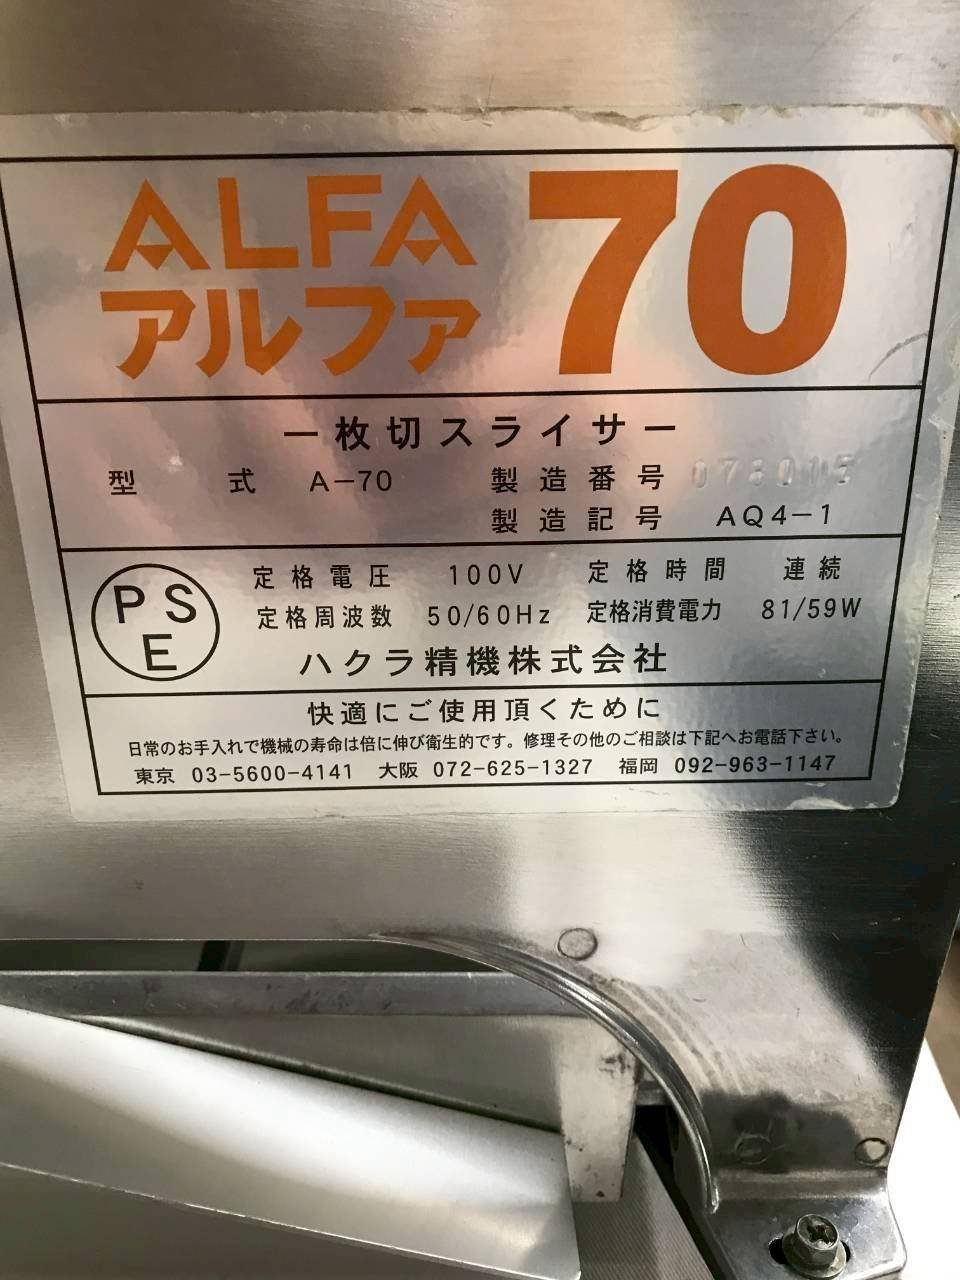 ALFA
アルファ 70
一枚切スライサー
型式 A-70 製造番号
製造記号 AQ4-1
PSE
定格電圧 100V 定格時間 連続
定格周波数 50/60Hz 定格消費電力 81/59W
ハクラ精機株式会社
快適にご使用頂くために
日常のお手入れで機械の寿命は倍に伸び衛生的です。修理その他のご相談は下記へお電話下さい。
東京 03-5600-4141 大阪 072-625-1327 福岡 092-963-1147